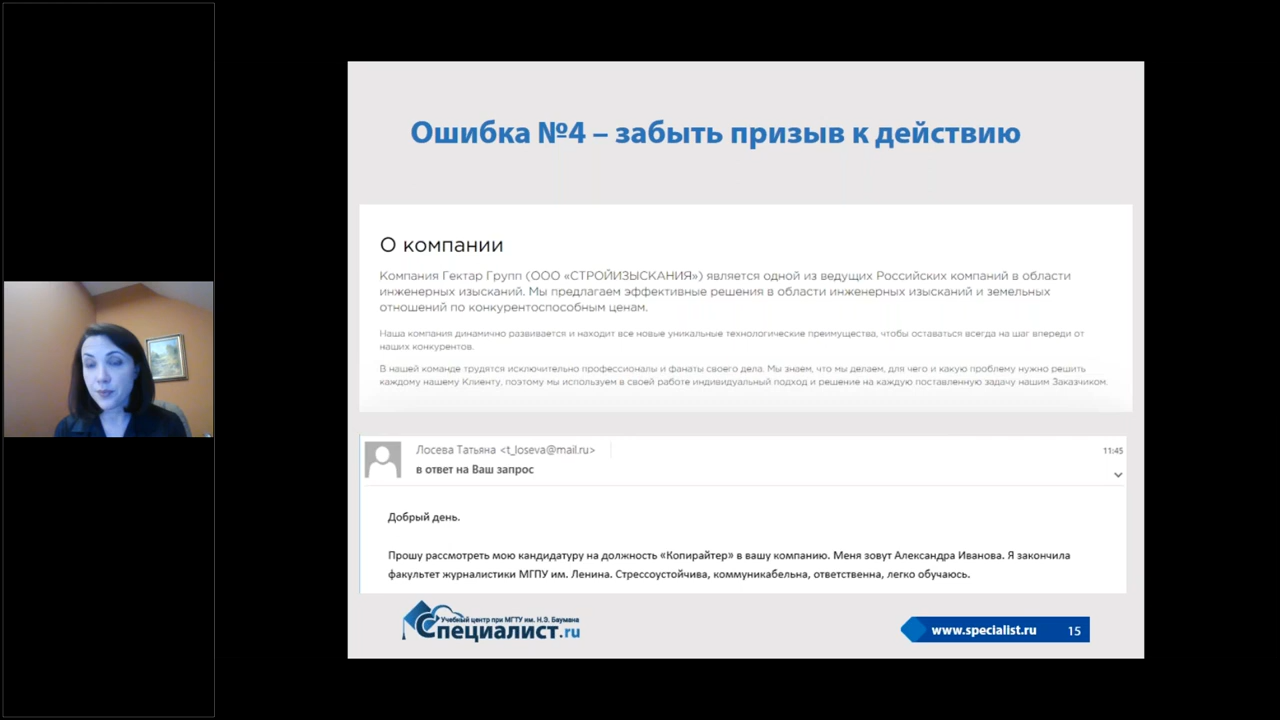 Ошибка №4 – забыть призыв к действию
О компании
Компания Гектар Групп (ООО «СТРОЙИЗЫСКАНИЯ») является одной из ведущих Российских компаний в области
инженерных изысканий. Мы предлагаем эффективные решения в области инженерных изысканий и земельных
отношений по конкурентоспособным ценам.
Наша компания динамично развивается и находит все новые уникальные технологические преимущества, чтобы оставаться всегда на шаг впереди от
наших конкурентов.
В нашей команде трудятся исключительно профессионалы и фанаты своего дела. Мы знаем, что мы делаем, для чего и какую проблему нужно решить
каждому нашему Клиенту, поэтому мы используем в своей работе индивидуальный подход и решение на каждую поставленную задачу нашим Заказчиком.
Лосева Татьяна <t_loseva@mail.ru>
11:45
в ответ на Ваш запрос
Добрый день.
Прошу рассмотреть мою кандидатуру на должность «Копирайтер» в вашу компанию. Меня зовут Александра Иванова. Я закончила
факультет журналистики МГПУ им. Ленина. Стрессоустойчива, коммуникабельна, ответственна, легко обучаюсь.
Учебный центр при МГТУ им. Н.Э. Баумана
Специалист.ru
www.specialist.ru 15